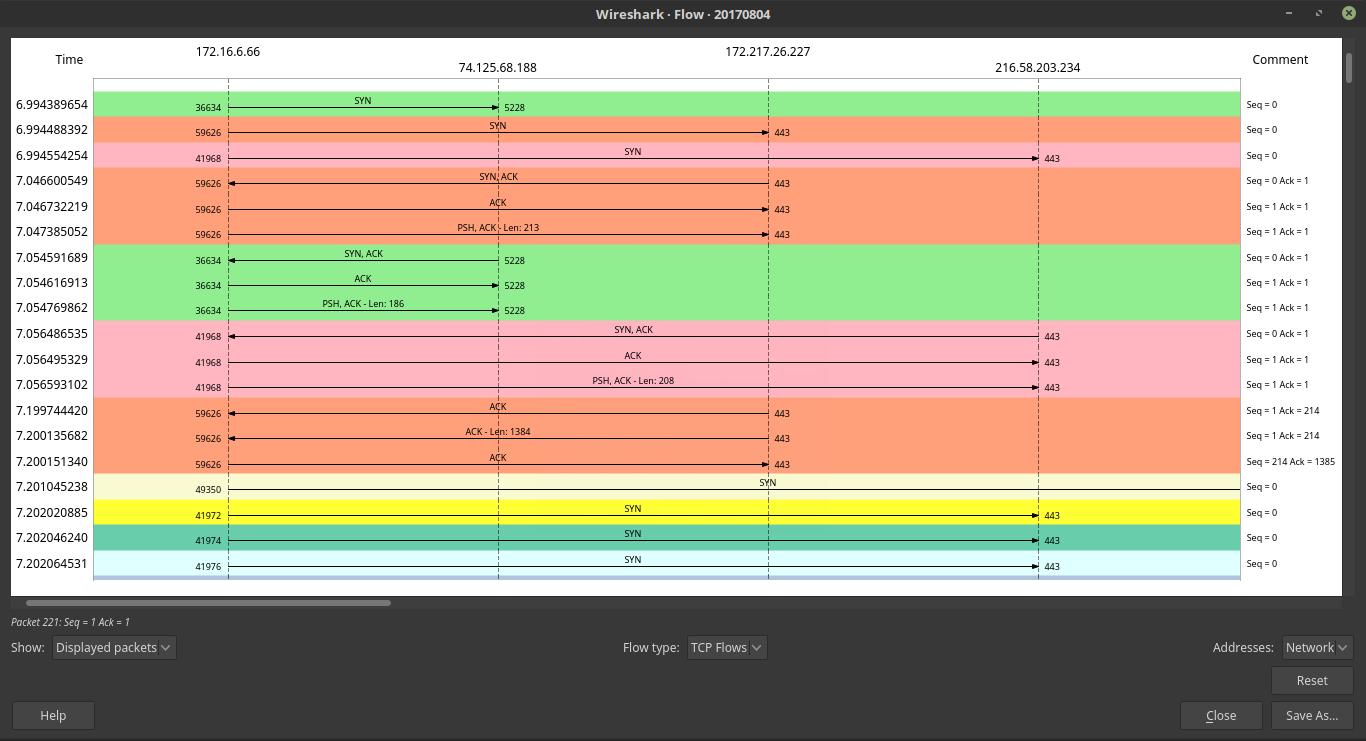 Wireshark · Flow · 20170804
Time 172.16.6.66 172.217.26.227 Comment
74.125.68.188 216.58.203.234
6.994389654 36634 SYN 5228 Seq = 0
6.994488392 59626 SYN 443 Seq = 0
6.994554254 41968 SYN 443 Seq = 0
7.046600549 59626 SYN, ACK 443 Seq = 0 Ack = 1
7.046732219 59626 ACK 443 Seq = 1 Ack = 1
7.047385052 59626 PSH, ACK - Len: 213 443 Seq = 1 Ack = 1
7.054591689 36634 SYN, ACK 5228 Seq = 0 Ack = 1
7.054616913 36634 ACK 5228 Seq = 1 Ack = 1
7.054769862 36634 PSH, ACK - Len: 186 5228 Seq = 1 Ack = 1
7.056486535 41968 SYN, ACK 443 Seq = 0 Ack = 1
7.056495329 41968 ACK 443 Seq = 1 Ack = 1
7.056593102 41968 PSH, ACK - Len: 208 443 Seq = 1 Ack = 1
7.199744420 59626 ACK 443 Seq = 1 Ack = 214
7.200135682 59626 ACK - Len: 1384 443 Seq = 1 Ack = 214
7.200151340 59626 ACK 443 Seq = 214 Ack = 1385
7.201045238 49350 SYN Seq = 0
7.202020885 41972 SYN 443 Seq = 0
7.202046240 41974 SYN 443 Seq = 0
7.202064531 41976 SYN 443 Seq = 0
Packet 221: Seq = 1 Ack = 1
Show: Displayed packets Flow type: TCP Flows Addresses: Network
Reset
Help Close Save As...